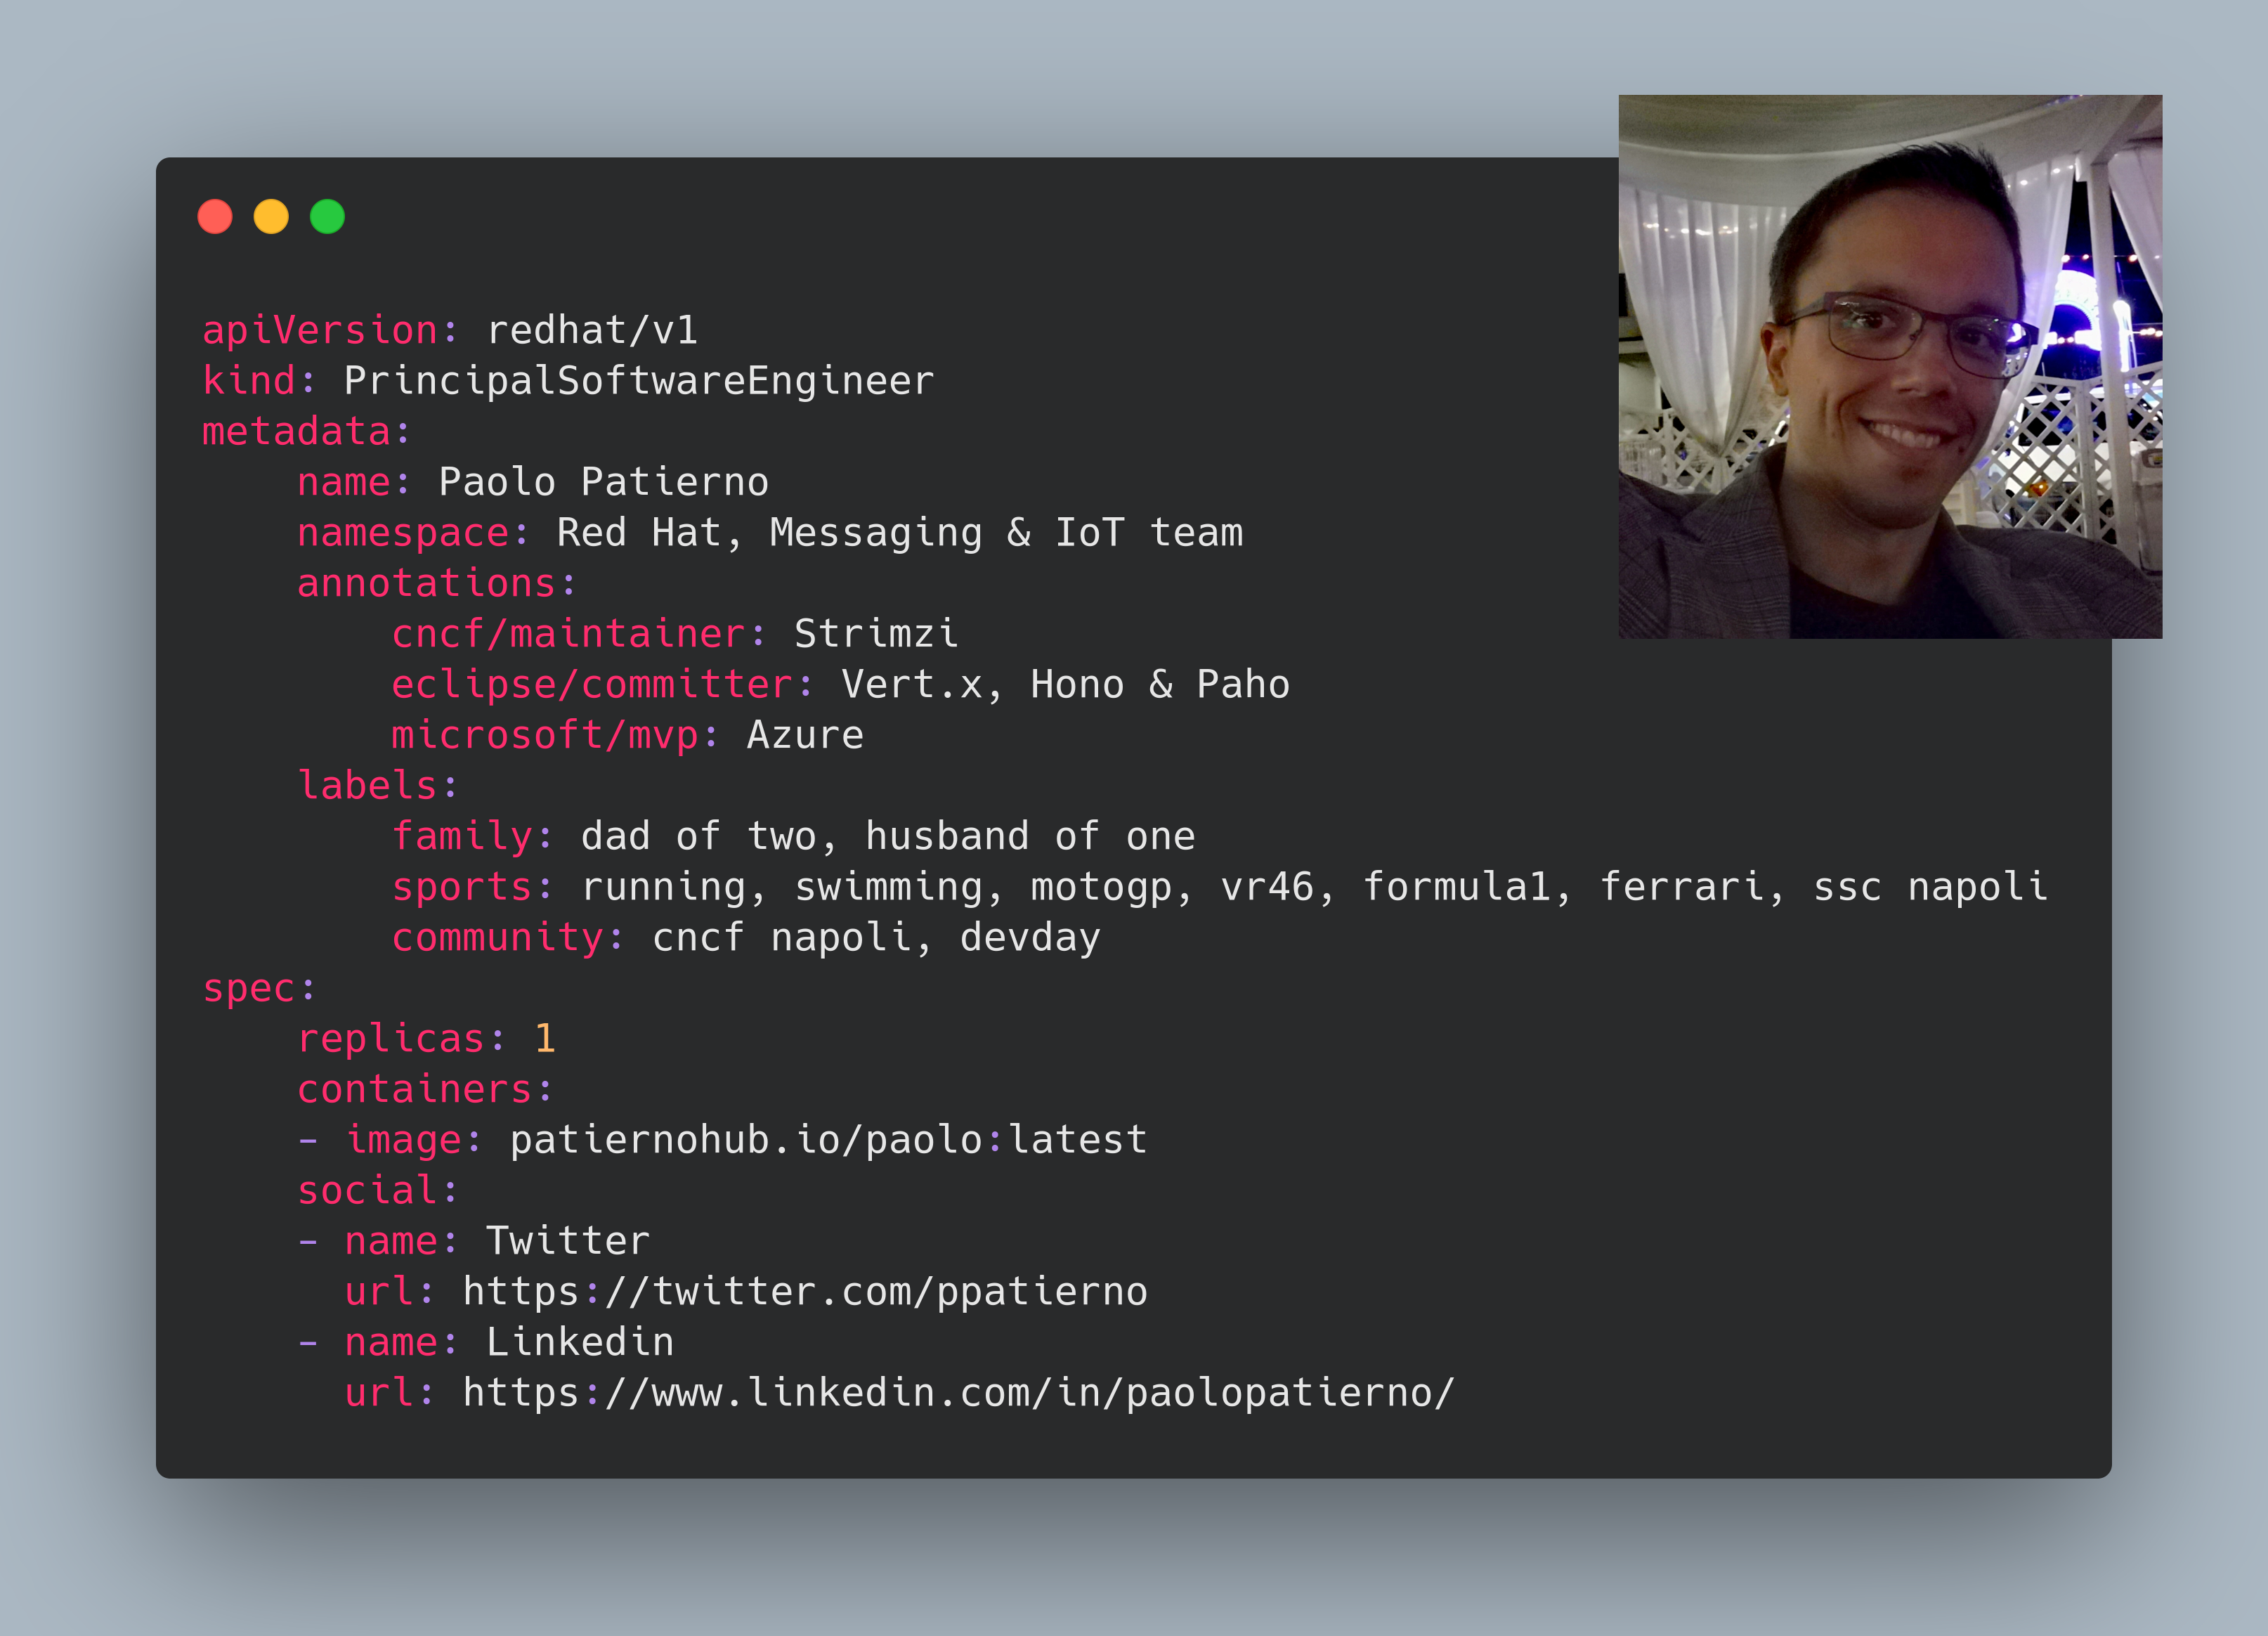 apiVersion: redhat/v1
kind: PrincipalSoftwareEngineer
metadata:
    name: Paolo Patierno
    namespace: Red Hat, Messaging & IoT team
    annotations:
        cncf/maintainer: Strimzi
        eclipse/committer: Vert.x, Hono & Paho
        microsoft/mvp: Azure
    labels:
        family: dad of two, husband of one
        sports: running, swimming, motogp, vr46, formula1, ferrari, ssc napoli
        community: cncf napoli, devday
spec:
    replicas: 1
    containers:
    - image: patiernohub.io/paolo:latest
    social:
    - name: Twitter
      url: https://twitter.com/ppatierno
    - name: Linkedin
      url: https://www.linkedin.com/in/paolopatierno/